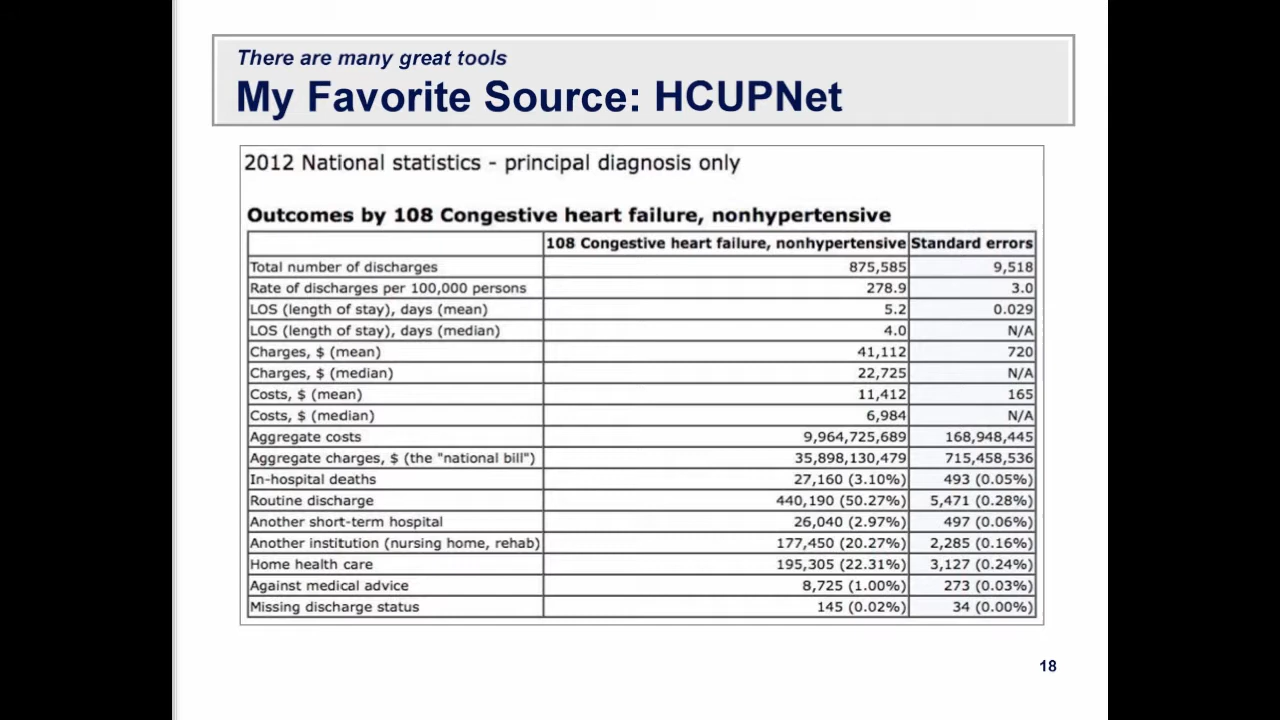 There are many great tools
My Favorite Source: HCUPNet
2012 National statistics - principal diagnosis only
Outcomes by 108 Congestive heart failure, nonhypertensive
108 Congestive heart failure, nonhypertensive Standard errors
Total number of discharges 875,585 9,518
Rate of discharges per 100,000 persons 278.9 3.0
LOS (length of stay), days (mean) 5.2 0.029
LOS (length of stay), days (median) 4.0 N/A
Charges, $ (mean) 41,112 720
Charges, $ (median) 22,725 N/A
Costs, $ (mean) 11,412 165
Costs, $ (median) 6,984 N/A
Aggregate costs 9,964,725,689 168,948,445
Aggregate charges, $ (the "national bill") 35,898,130,479 715,458,536
In-hospital deaths 27,160 (3.10%) 493 (0.05%)
Routine discharge 440,190 (50.27%) 5,471 (0.28%)
Another short-term hospital 26,040 (2.97%) 497 (0.06%)
Another institution (nursing home, rehab) 177,450 (20.27%) 2,285 (0.16%)
Home health care 195,305 (22.31%) 3,127 (0.24%)
Against medical advice 8,725 (1.00%) 273 (0.03%)
Missing discharge status 145 (0.02%) 34 (0.00%)
18